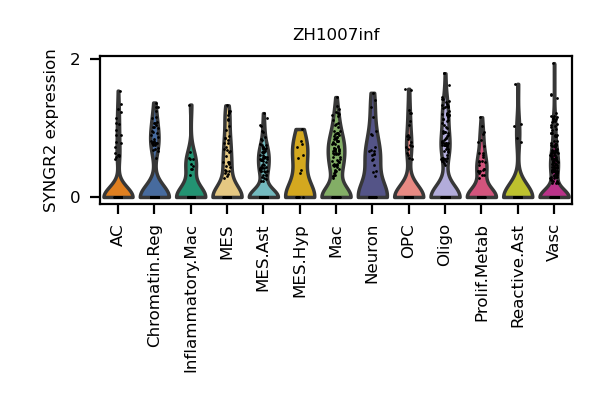 ZH1007inf
SYNGR2 expression
2
0
AC
Chromatin.Reg
Inflammatory.Mac
MES
MES.Ast
MES.Hyp
Mac
Neuron
OPC
Oligo
Prolif.Metab
Reactive.Ast
Vasc